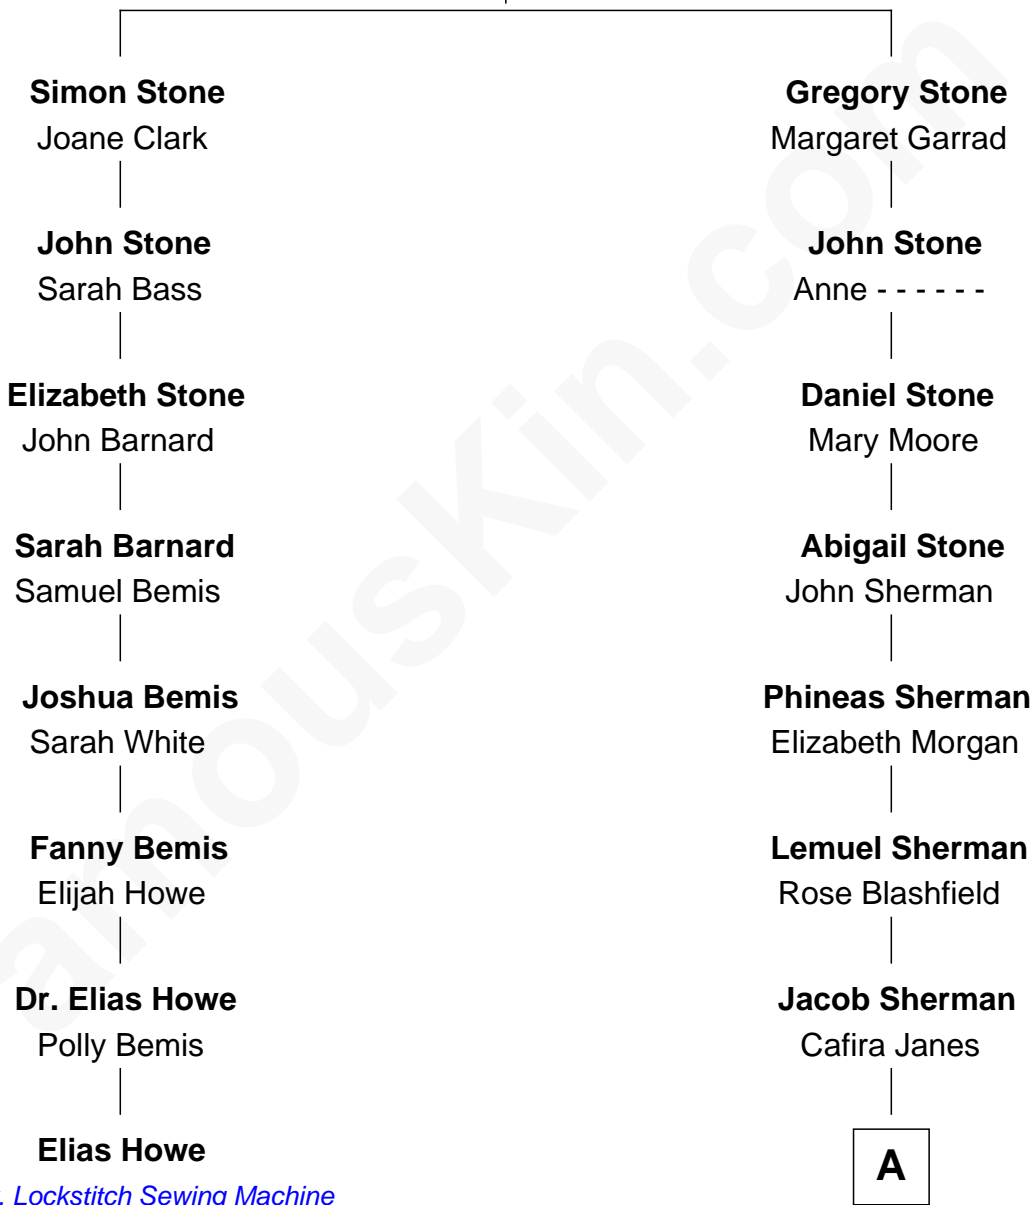 Simon Stone
Joane Clark
Gregory Stone
Margaret Garrad
John Stone
Sarah Bass
John Stone
Anne - - - - - -
Elizabeth Stone
John Barnard
Daniel Stone
Mary Moore
Sarah Barnard
Samuel Bemis
Abigail Stone
John Sherman
Joshua Bemis
Sarah White
Phineas Sherman
Elizabeth Morgan
Fanny Bemis
Elijah Howe
Lemuel Sherman
Rose Blashfield
Dr. Elias Howe
Polly Bemis
Jacob Sherman
Cafira Janes
Elias Howe
. Lockstitch Sewing Machine
A
amouskin.com